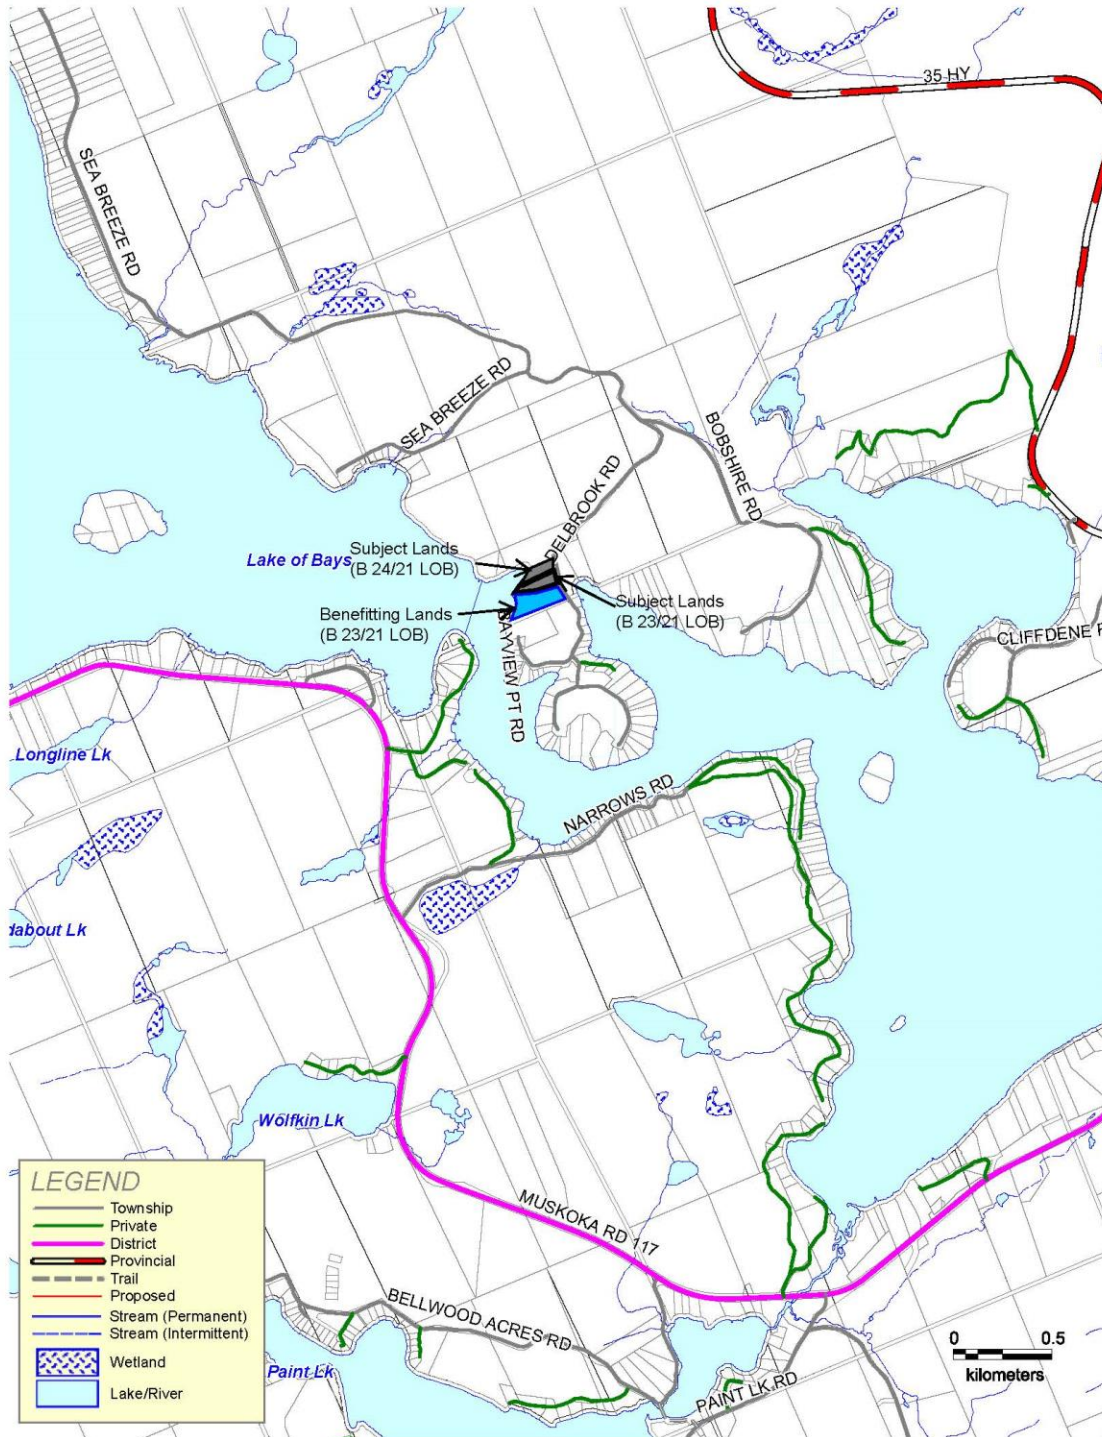 35 HY
SEA BREEZE RD
SEA BREEZE RD
BOBSHIRE RD
DELBROOK RD
Lake of Bays
Subject Lands
(B 24/21 LOB)
Benefitting Lands
(B 23/21 LOB)
Subject Lands
(B 23/21 LOB)
BAYVIEW PT RD
CLIFFDENE
Longline Lk
NARROWS RD
dabout Lk
Wolfkin Lk
MUSKOKA RD 117
BELLWOOD ACRES RD
Paint Lk
PAINT LK RD
LEGEND
Township
Private
District
Provincial
Trail
Proposed
Stream (Permanent)
Stream (Intermittent)
Wetland
Lake/River
0 0.5
kilometers